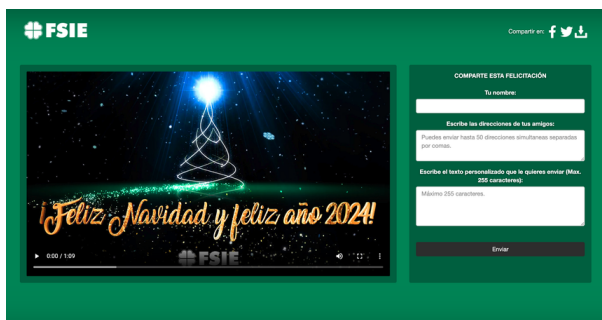 FSIE
Compartir en:
¡Feliz Navidad y feliz año 2024!
FSIE
0:00 / 1:09
COMPARTE ESTA FELICITACIÓN
Tu nombre:
Escribe las direcciones de tus amigos:
Puedes enviar hasta 50 direcciones simultaneas separadas
por comas.
Escribe el texto personalizado que le quieres enviar (Max.
255 caracteres):
Máximo 255 caracteres.
Enviar